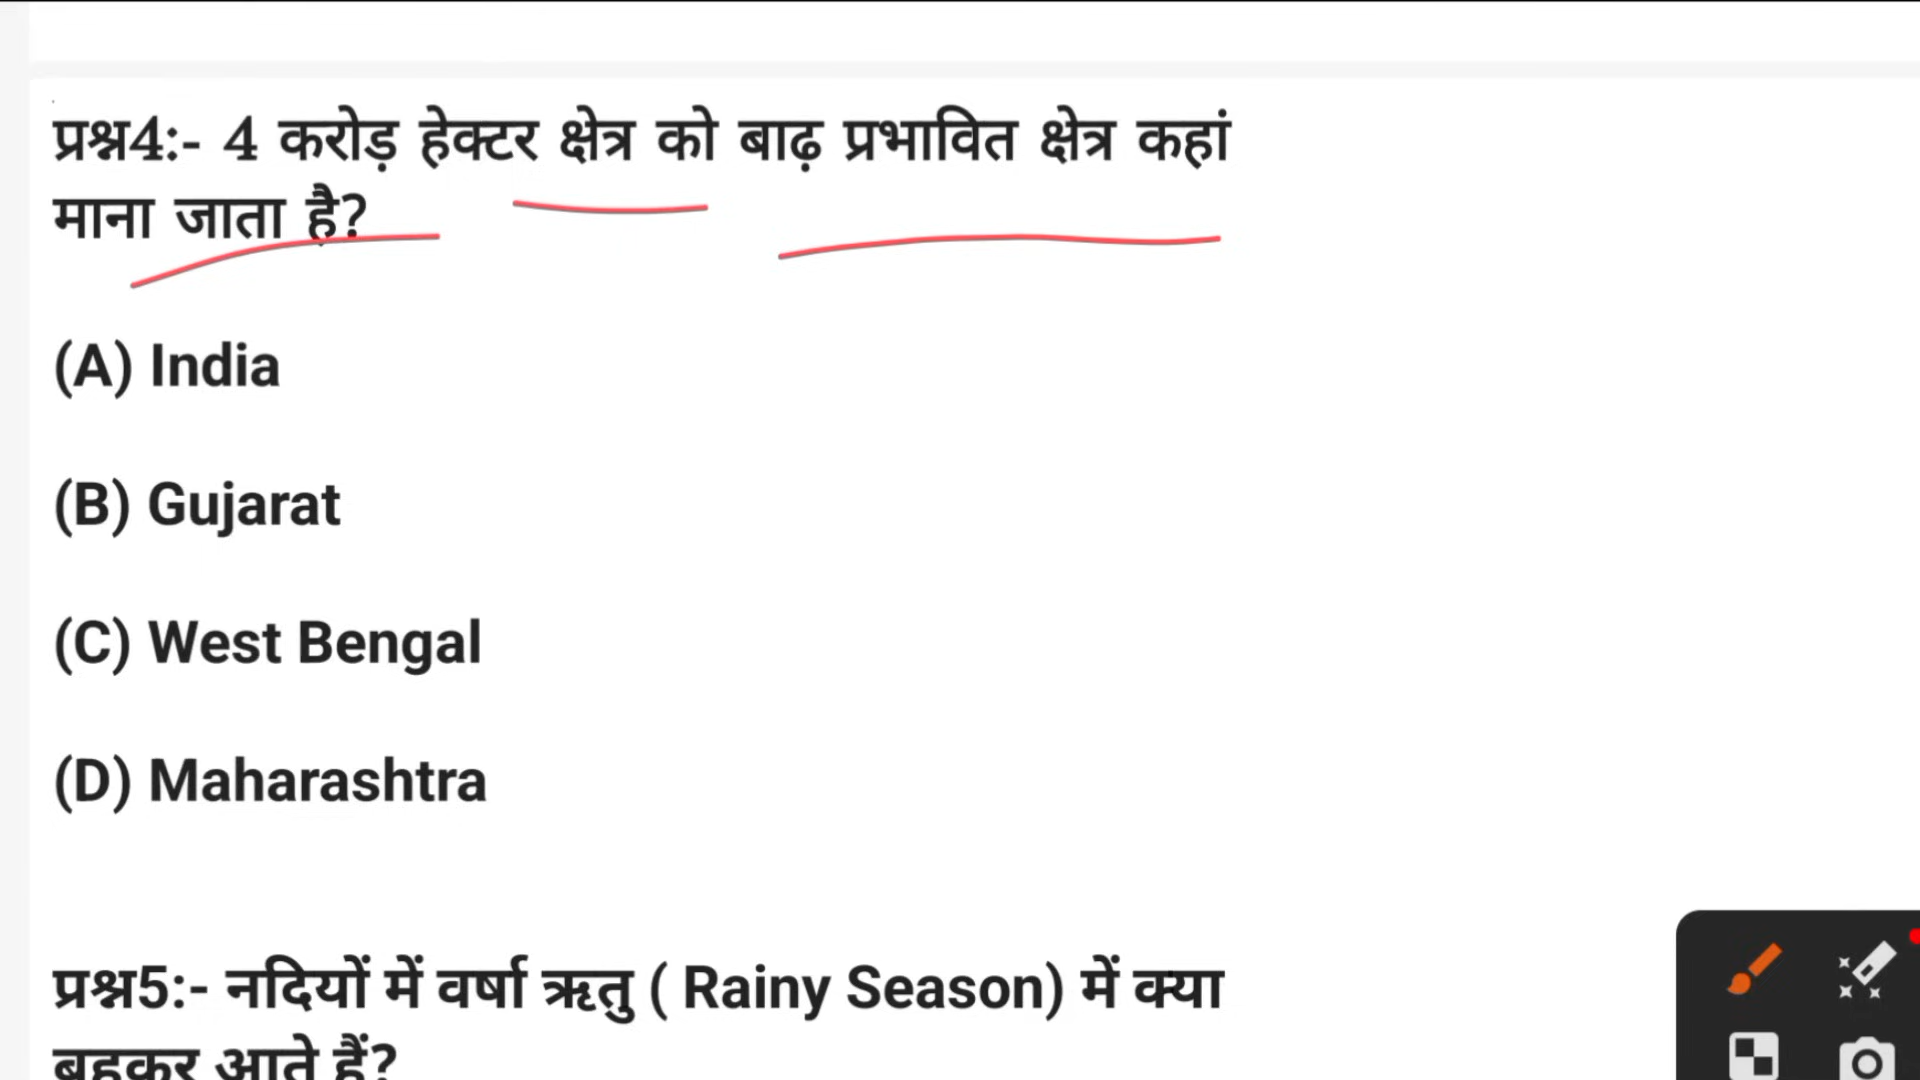 प्रश्न4:- 4 करोड़ हेक्टर क्षेत्र को बाढ़ प्रभावित क्षेत्र कहां
माना जाता है?
(A) India
(B) Gujarat
(C) West Bengal
(D) Maharashtra
प्रश्न5:- नदियों में वर्षा ऋतु ( Rainy Season) में क्या
बहकर आते हैं?